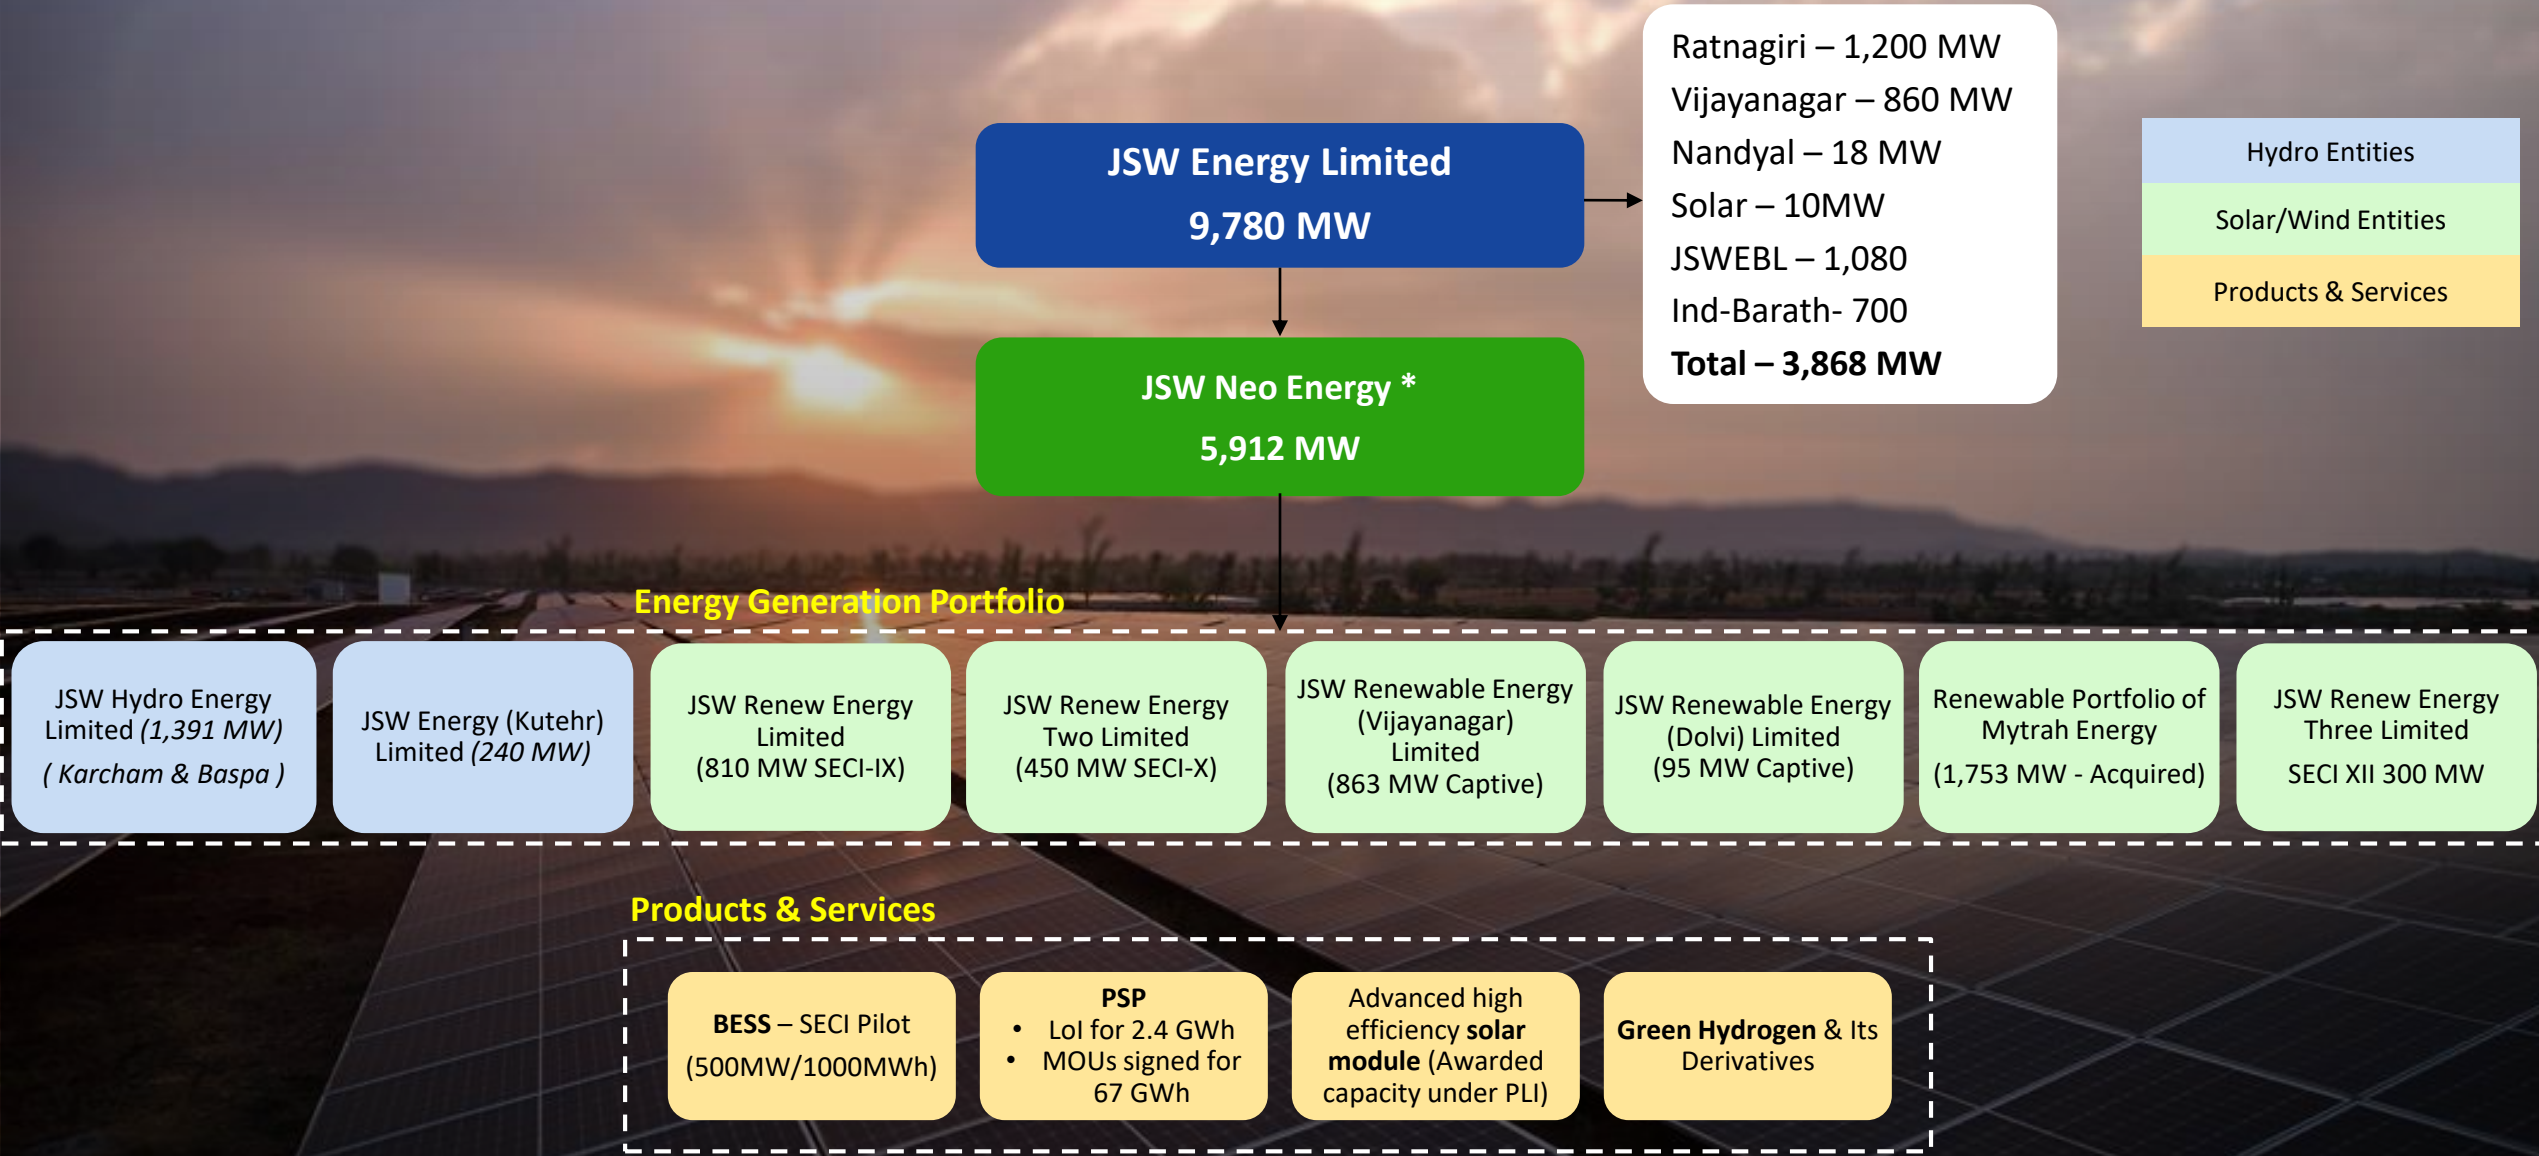 JSW Energy Limited
9,780 MW
Ratnagiri – 1,200 MW
Vijayanagar – 860 MW
Nandyal – 18 MW
Solar – 10MW
JSWEBL – 1,080
Ind-Barath- 700
Total – 3,868 MW
Hydro Entities
Solar/Wind Entities
Products & Services
JSW Neo Energy *
5,912 MW
Energy Generation Portfolio
JSW Hydro Energy
Limited (1,391 MW)
( Karcham & Baspa )
JSW Energy (Kutehr)
Limited (240 MW)
JSW Renew Energy
Limited
(810 MW SECI-IX)
JSW Renew Energy
Two Limited
(450 MW SECI-X)
JSW Renewable Energy
(Vijayanagar)
Limited
(863 MW Captive)
JSW Renewable Energy
(Dolvi) Limited
(95 MW Captive)
Renewable Portfolio of
Mytrah Energy
(1,753 MW - Acquired)
JSW Renew Energy
Three Limited
SECI XII 300 MW
Products & Services
BESS – SECI Pilot
(500MW/1000MWh)
PSP
• LoI for 2.4 GWh
• MOUs signed for
67 GWh
Advanced high
efficiency solar
module (Awarded
capacity under PLI)
Green Hydrogen & Its
Derivatives